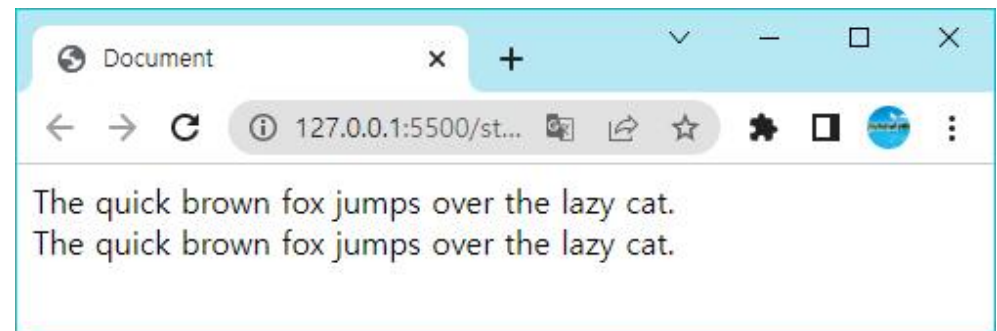 Document
127.0.0.1:5500/st...
The quick brown fox jumps over the lazy cat.
The quick brown fox jumps over the lazy cat.